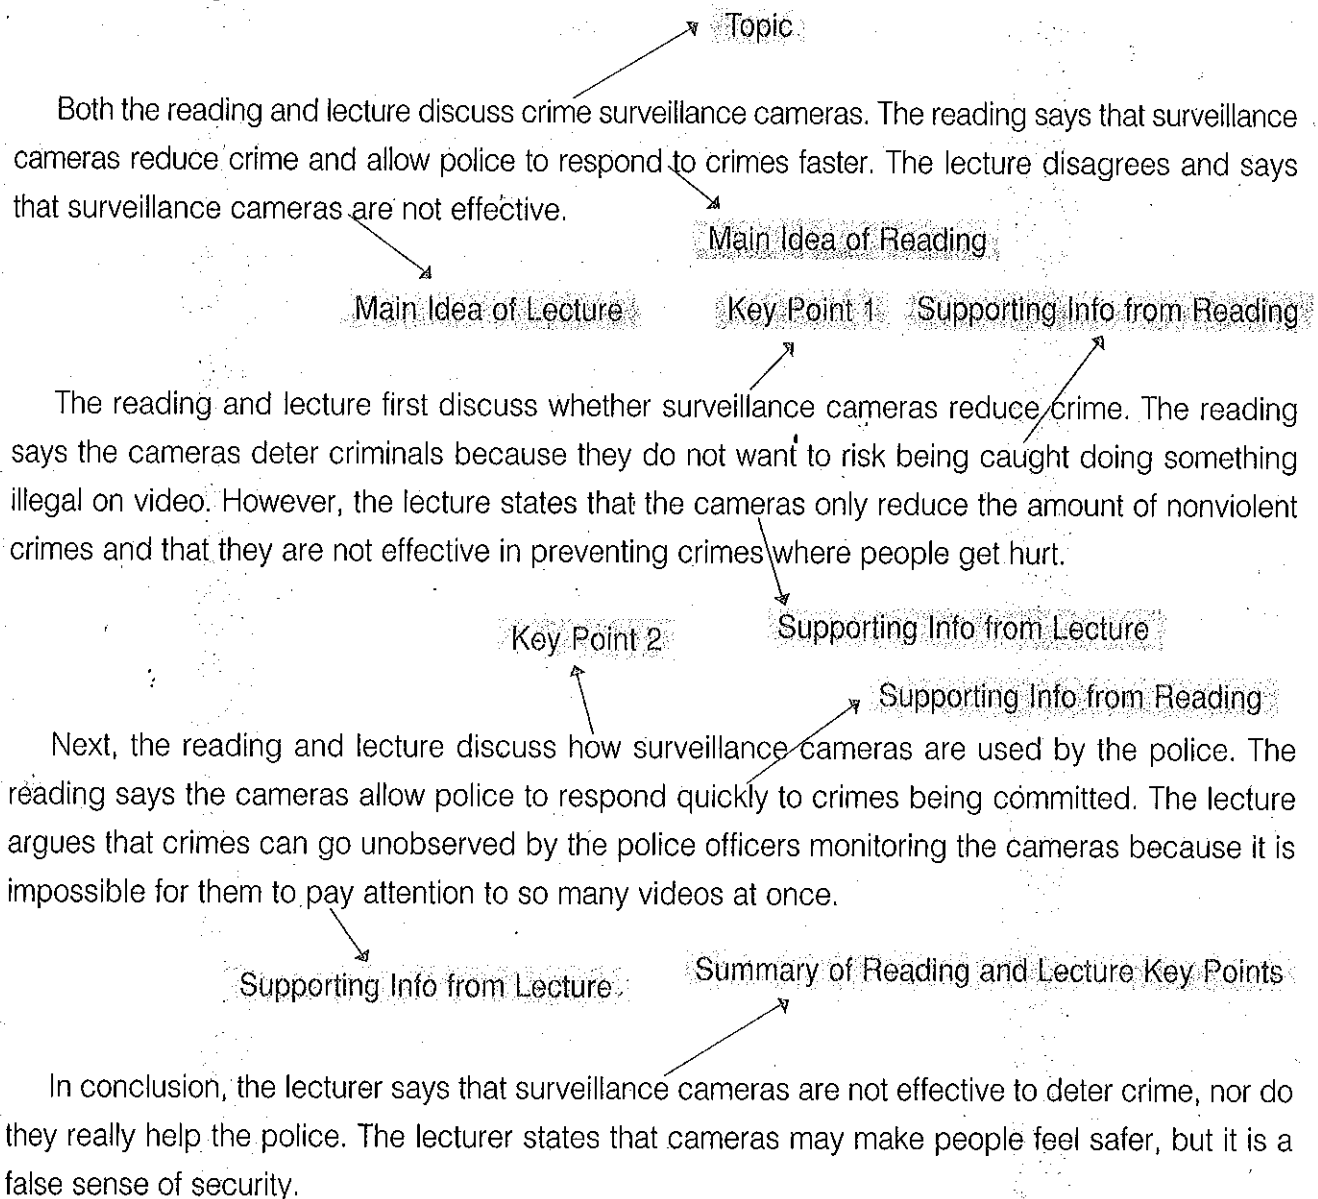 Topic
Both the reading and lecture discuss crime surveillance cameras. The reading says that surveillance
cameras reduce crime and allow police to respond to crimes faster. The lecture disagrees and says
that surveillance cameras are not effective.
Main Idea of Reading
Main Idea of Lecture Key Point 1 Supporting Info from Reading
The reading and lecture first discuss whether surveillance cameras reduce crime. The reading
says the cameras deter criminals because they do not want to risk being caught doing something
illegal on video. However, the lecture states that the cameras only reduce the amount of nonviolent
crimes and that they are not effective in preventing crimes where people get hurt.
Key Point 2 Supporting Info from Lecture
Supporting Info from Reading
Next, the reading and lecture discuss how surveillance cameras are used by the police. The
reading says the cameras allow police to respond quickly to crimes being committed. The lecture
argues that crimes can go unobserved by the police officers monitoring the cameras because it is
impossible for them to pay attention to so many videos at once.
Supporting Info from Lecture Summary of Reading and Lecture Key Points
In conclusion, the lecturer says that surveillance cameras are not effective to deter crime, nor do
they really help the police. The lecturer states that cameras may make people feel safer, but it is a
false sense of security.